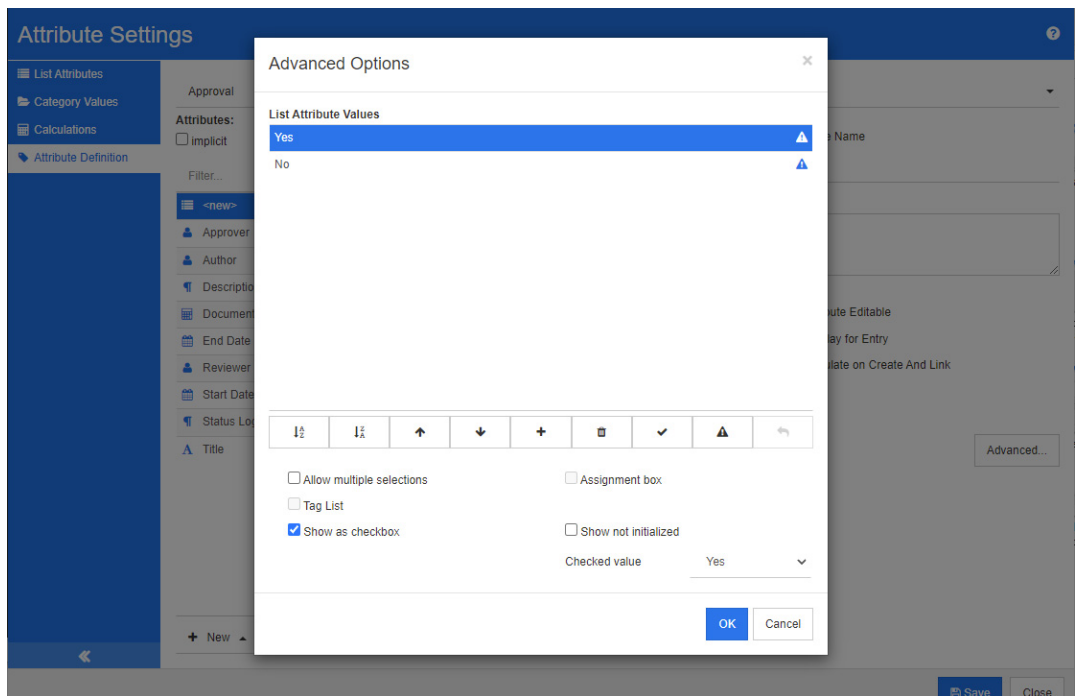 Attribute Settings
List Attributes
Category Values
Calculations
Attribute Definition
Approval
Attributes:
implicit
Filter...
<new>
Approver
Author
Descriptio
Document
End Date
Reviewer
Start Date
Status Log
Title
New
Advanced Options
×
List Attribute Values
Yes
No
Allow multiple selections
Assignment box
Tag List
Show as checkbox
Show not initialized
Checked value
Yes
OK
Cancel
e Name
ute Editable
lay for Entry
ulate on Create And Link
Advanced...
Save
Close